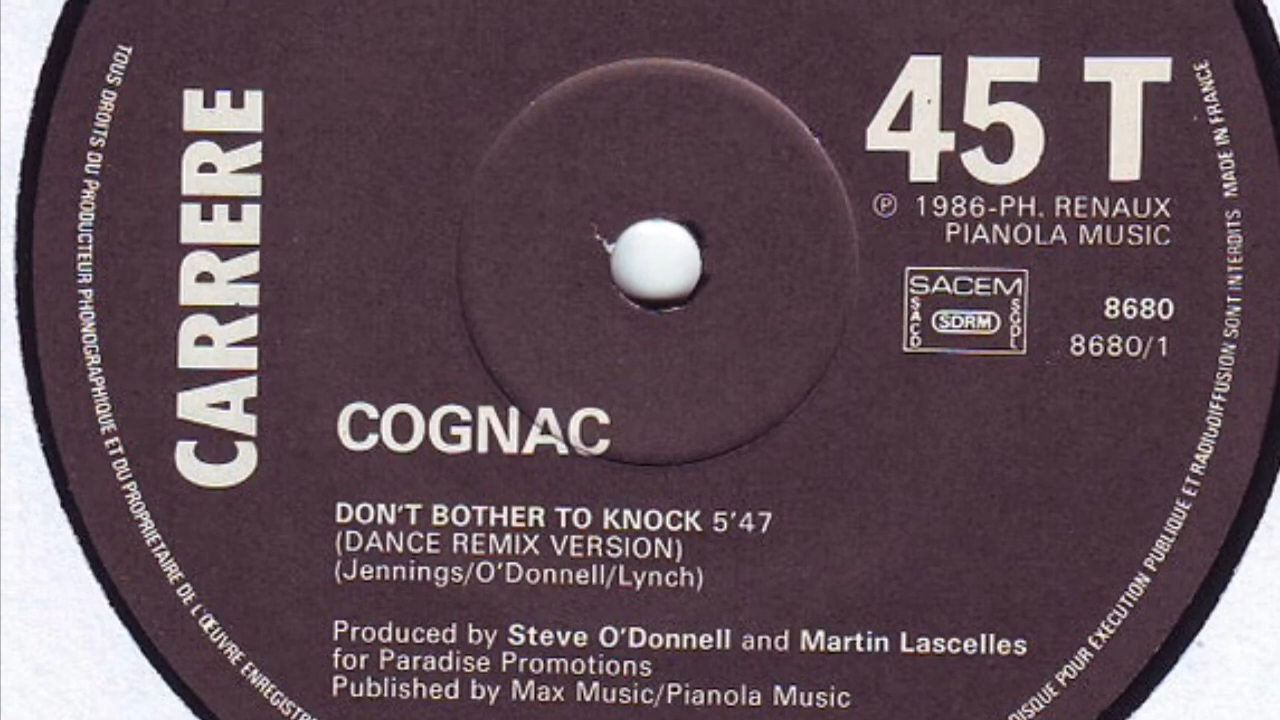 CARRERE
45 T
℗ 1986-PH. RENAUX
PIANOLA MUSIC
SACEM
SACD
SDRM
SGDL
8680
8680/1
COGNAC
DON'T BOTHER TO KNOCK 5'47
(DANCE REMIX VERSION)
(Jennings/O'Donnell/Lynch)
Produced by Steve O'Donnell and Martin Lascelles
for Paradise Promotions
Published by Max Music/Pianola Music
TOUS DROITS DU PRODUCTEUR PHONOGRAPHIQUE ET DU PROPRIETAIRE DE L'ŒUVRE ENREGISTR
DISQUE POUR EXECUTION PUBLIQUE ET RADIODIFFUSION SONT INTERDITS MADE IN FRANCE